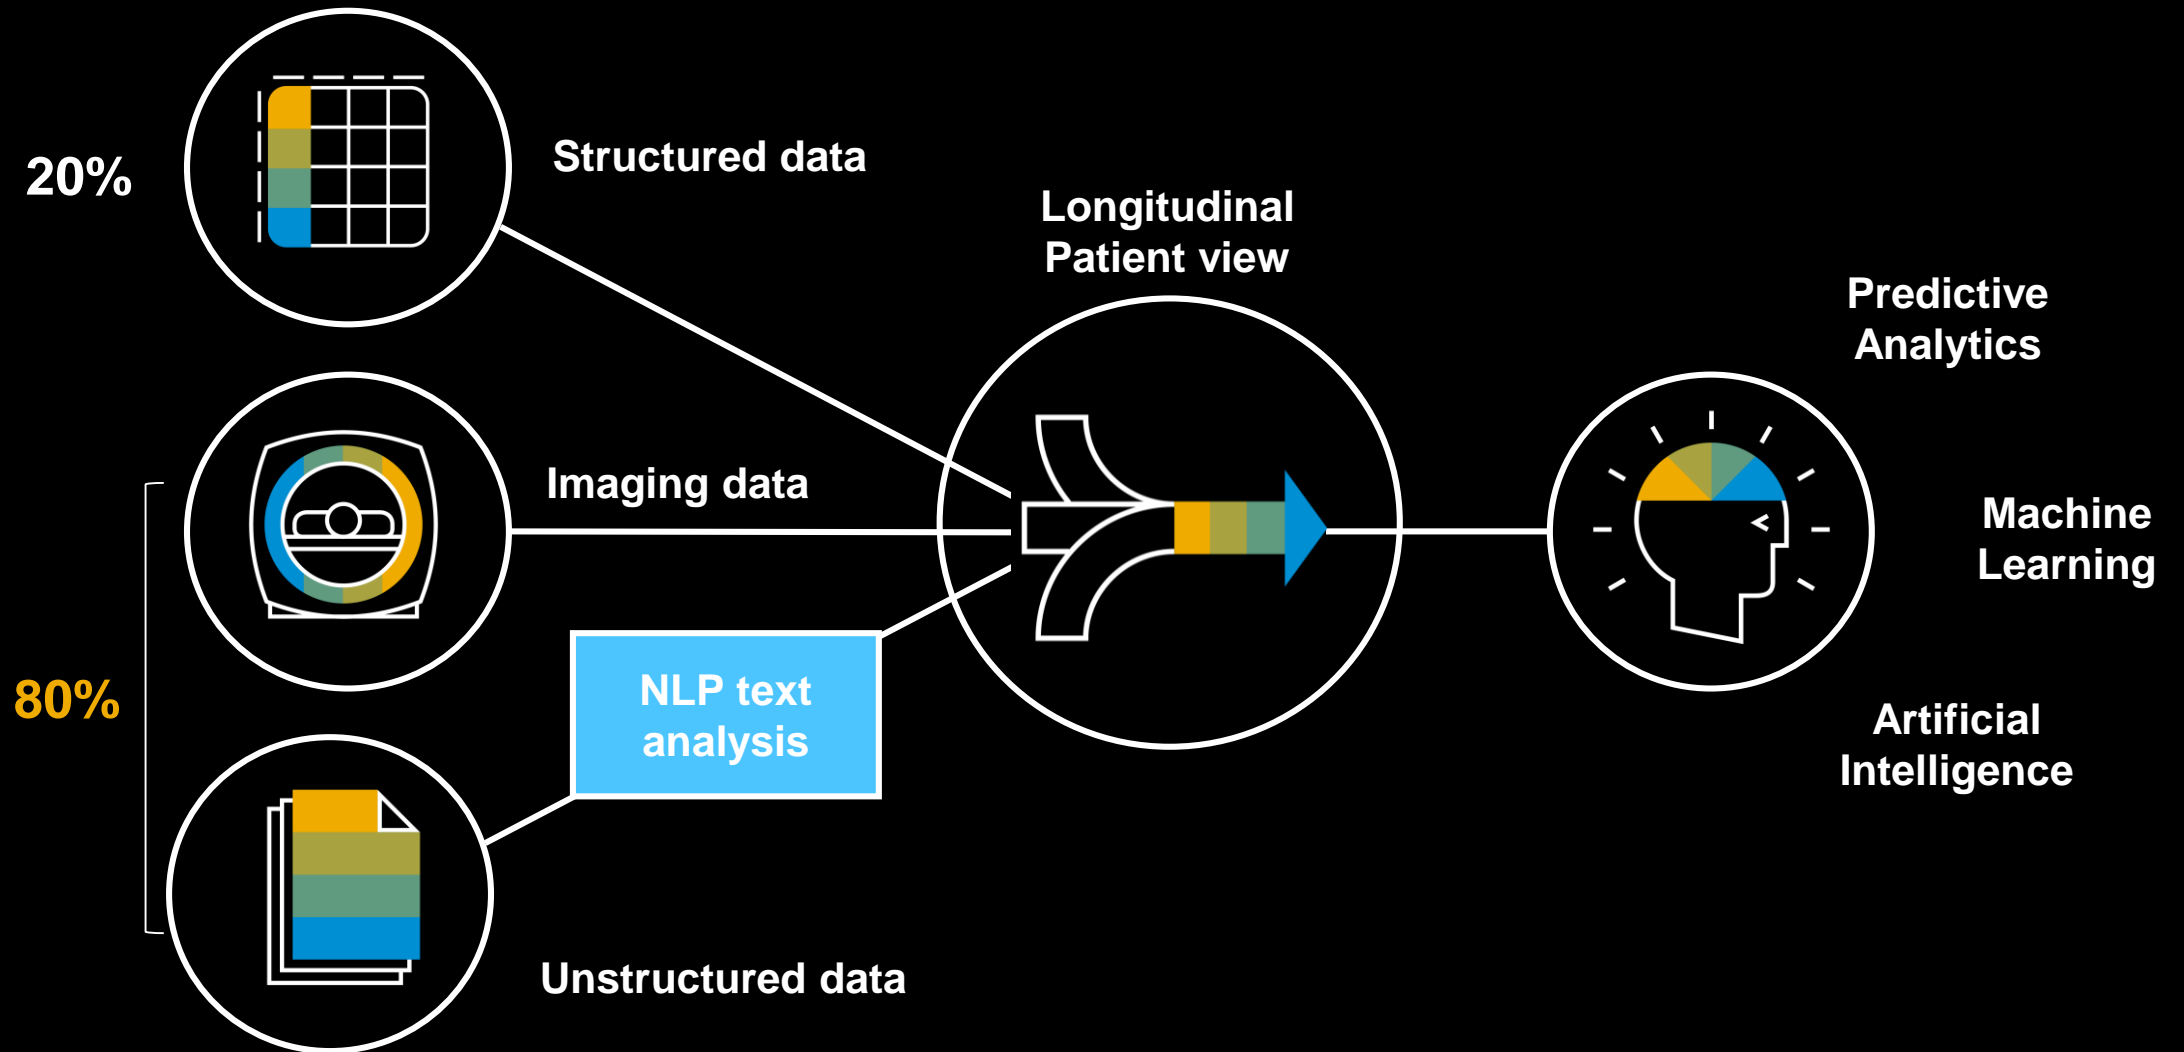 20%
Structured data
Longitudinal
Patient view
Predictive
Analytics
Imaging data
Machine
Learning
80%
NLP text
analysis
Artificial
Intelligence
Unstructured data